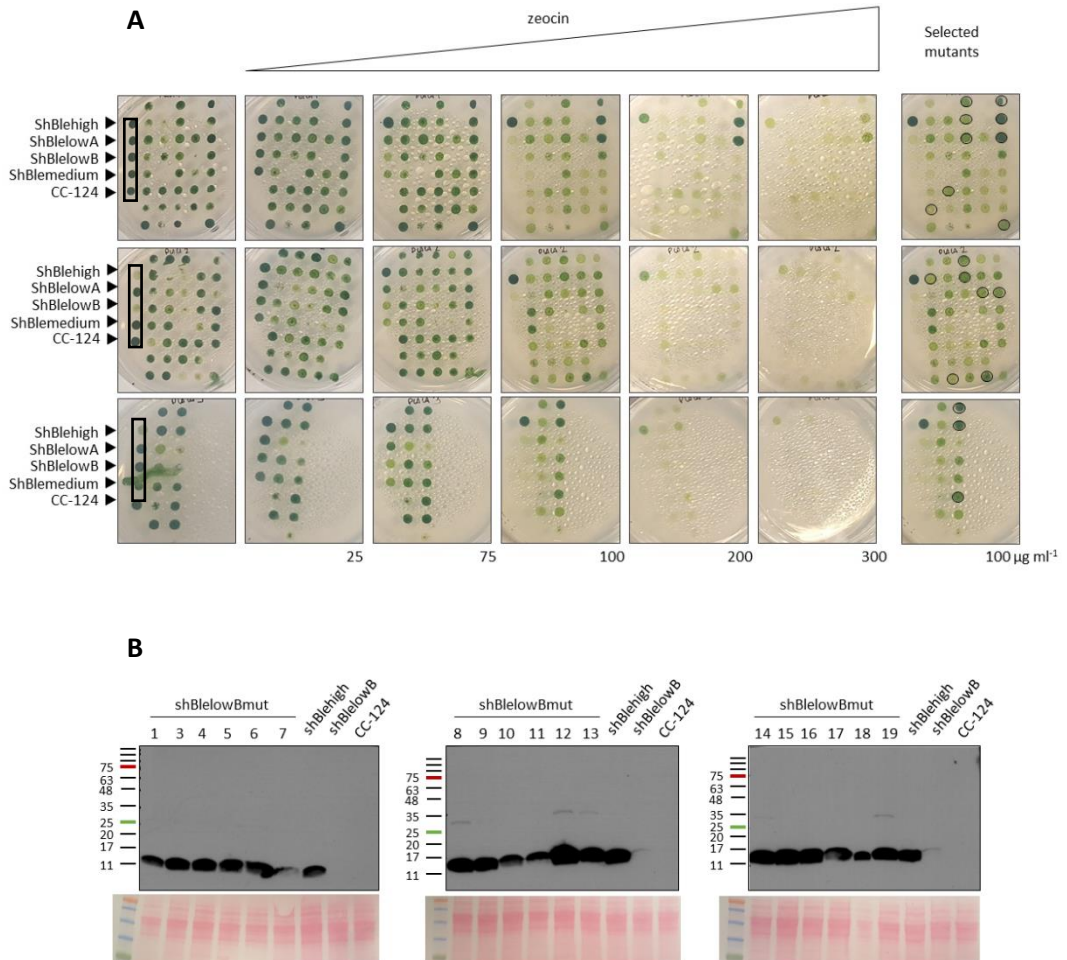 A
zeocin
Selected
mutants
ShBlehigh
ShBlelowA
ShBlelowB
ShBlemedium
CC-124
ShBlehigh
ShBlelowA
ShBlelowB
ShBlemedium
CC-124
ShBlehigh
ShBlelowA
ShBlelowB
ShBlemedium
CC-124
25 75 100 200 300 100 µg ml-1
B
shBlelowBmut shBlehigh shBlelowB CC-124
1 3 4 5 6 7
75
63
48
35
25
20
17
11
shBlelowBmut shBlehigh shBlelowB CC-124
8 9 10 11 12 13
75
63
48
35
25
20
17
11
shBlelowBmut shBlehigh shBlelowB CC-124
14 15 16 17 18 19
75
63
48
35
25
20
17
11